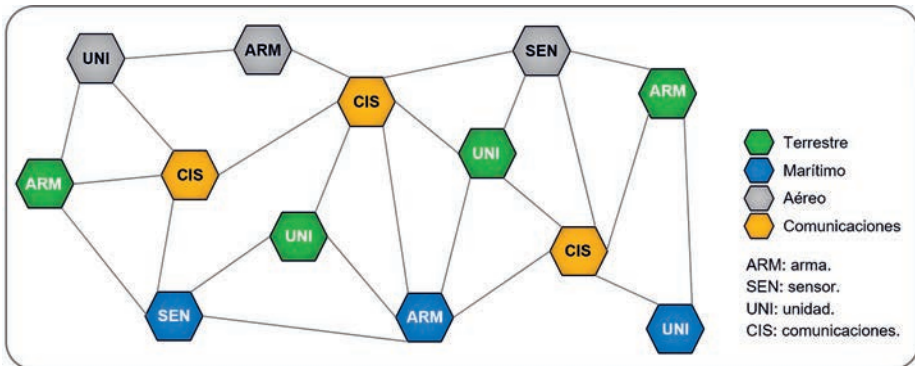 UNI
ARM
SEN
CIS
ARM
UNI
ARM
CIS
UNI
CIS
SEN
ARM
UNI
Terrestre
Marítimo
Aéreo
Comunicaciones
ARM: arma.
SEN: sensor.
UNI: unidad.
CIS: comunicaciones.